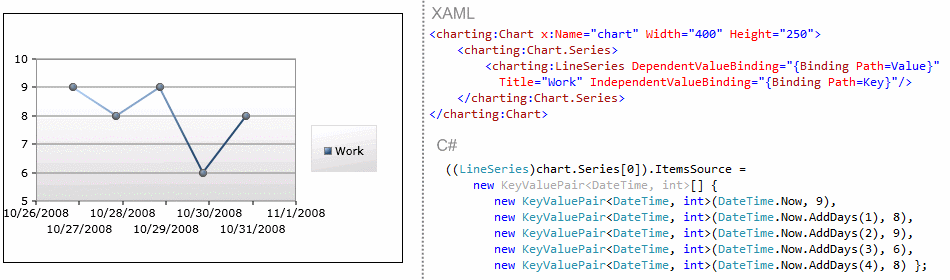 10
9
8
7
6
5
10/26/2008 10/28/2008 10/30/2008 11/1/2008
10/27/2008 10/29/2008 10/31/2008
Work
XAML
<charting:Chart x:Name="chart" Width="400" Height="250">
<charting:Chart.Series>
<charting:LineSeries DependentValueBinding="{Binding Path=Value}"
Title="Work" IndependentValueBinding="{Binding Path=Key}"/>
</charting:Chart.Series>
</charting:Chart>
C#
((LineSeries)chart.Series[0]).ItemsSource =
new KeyValuePair<DateTime, int>[] {
new KeyValuePair<DateTime, int>(DateTime.Now, 9),
new KeyValuePair<DateTime, int>(DateTime.Now.AddDays(1), 8),
new KeyValuePair<DateTime, int>(DateTime.Now.AddDays(2), 9),
new KeyValuePair<DateTime, int>(DateTime.Now.AddDays(3), 6),
new KeyValuePair<DateTime, int>(DateTime.Now.AddDays(4), 8) };